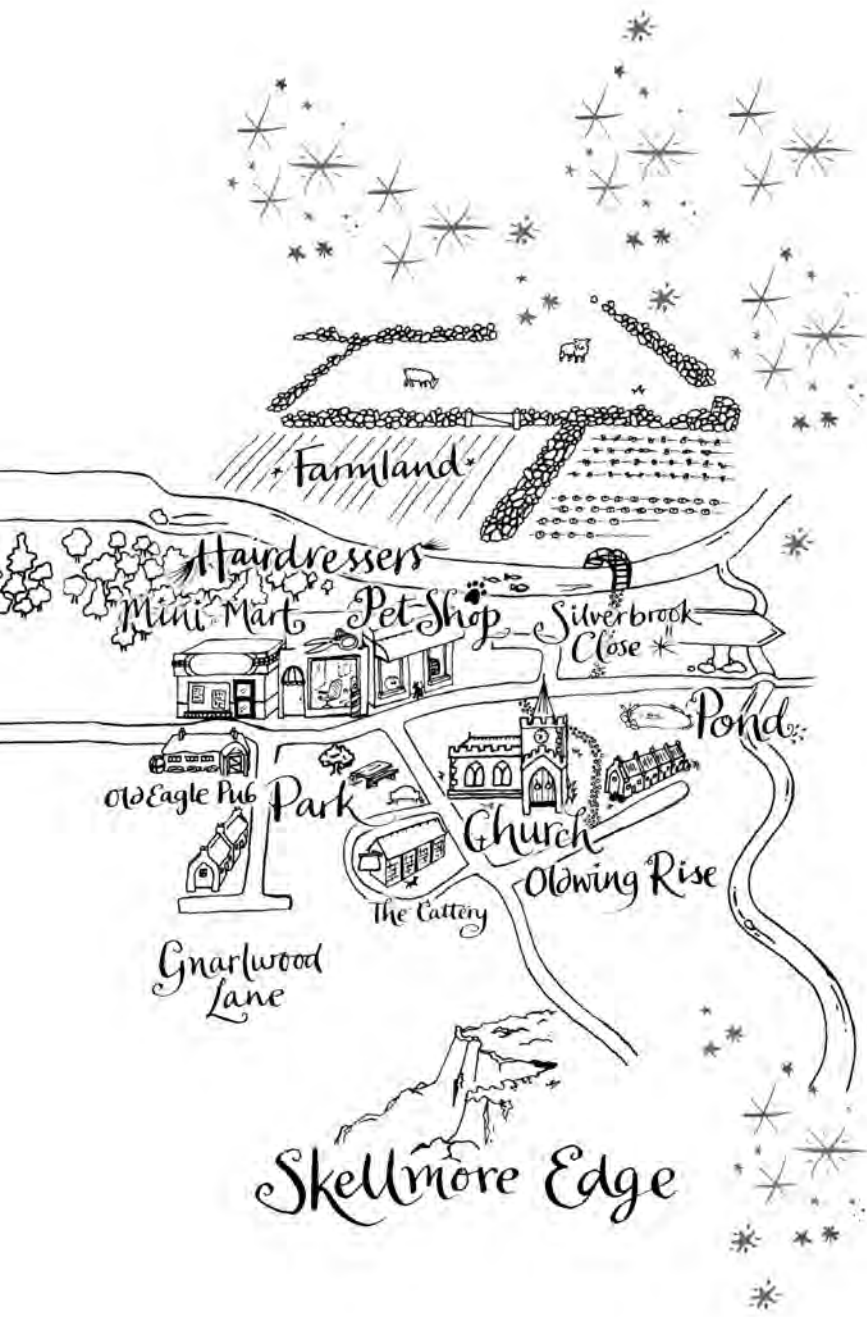 Farmland
Hairdressers
Mini Mart
Pet Shop
Silverbrook
Close
Pond
Old Eagle Pub
Park
Church
Oldwing Rise
The Cattery
Gnarlwood
Lane
Skellmore Edge